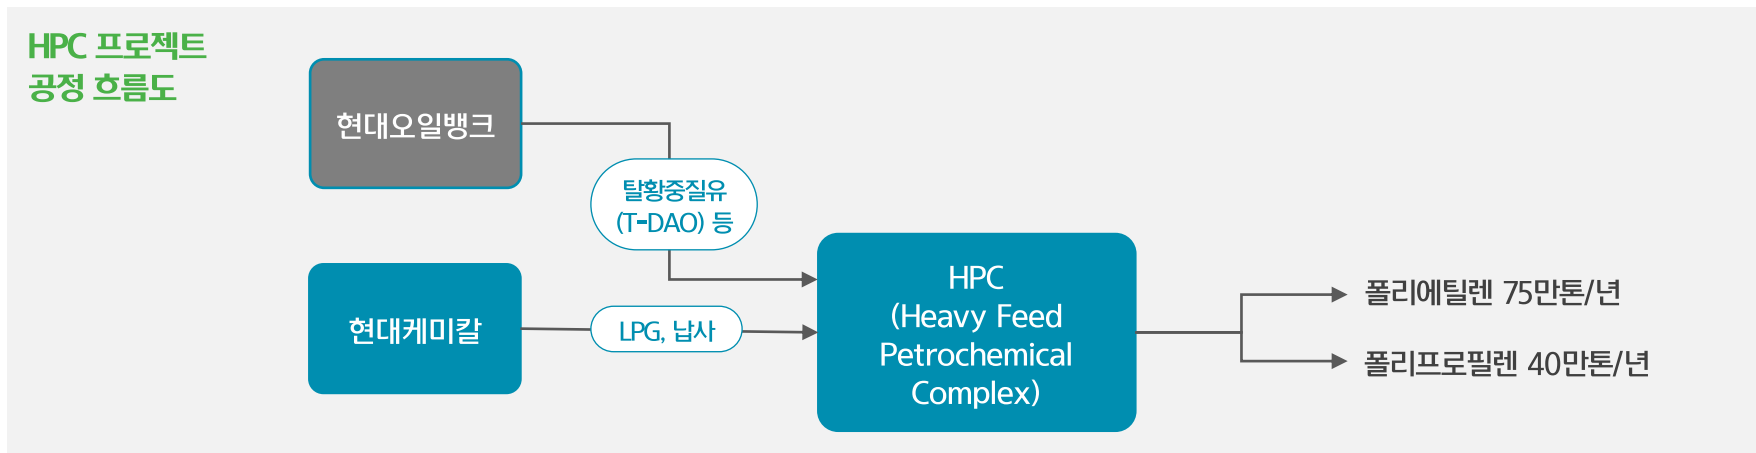 HPC 프로젝트
공정 흐름도
현대오일뱅크
탈황중질유
(T-DAO) 등
현대케미칼
LPG, 납사
HPC
(Heavy Feed
Petrochemical
Complex)
폴리에틸렌 75만톤/년
폴리프로필렌 40만톤/년